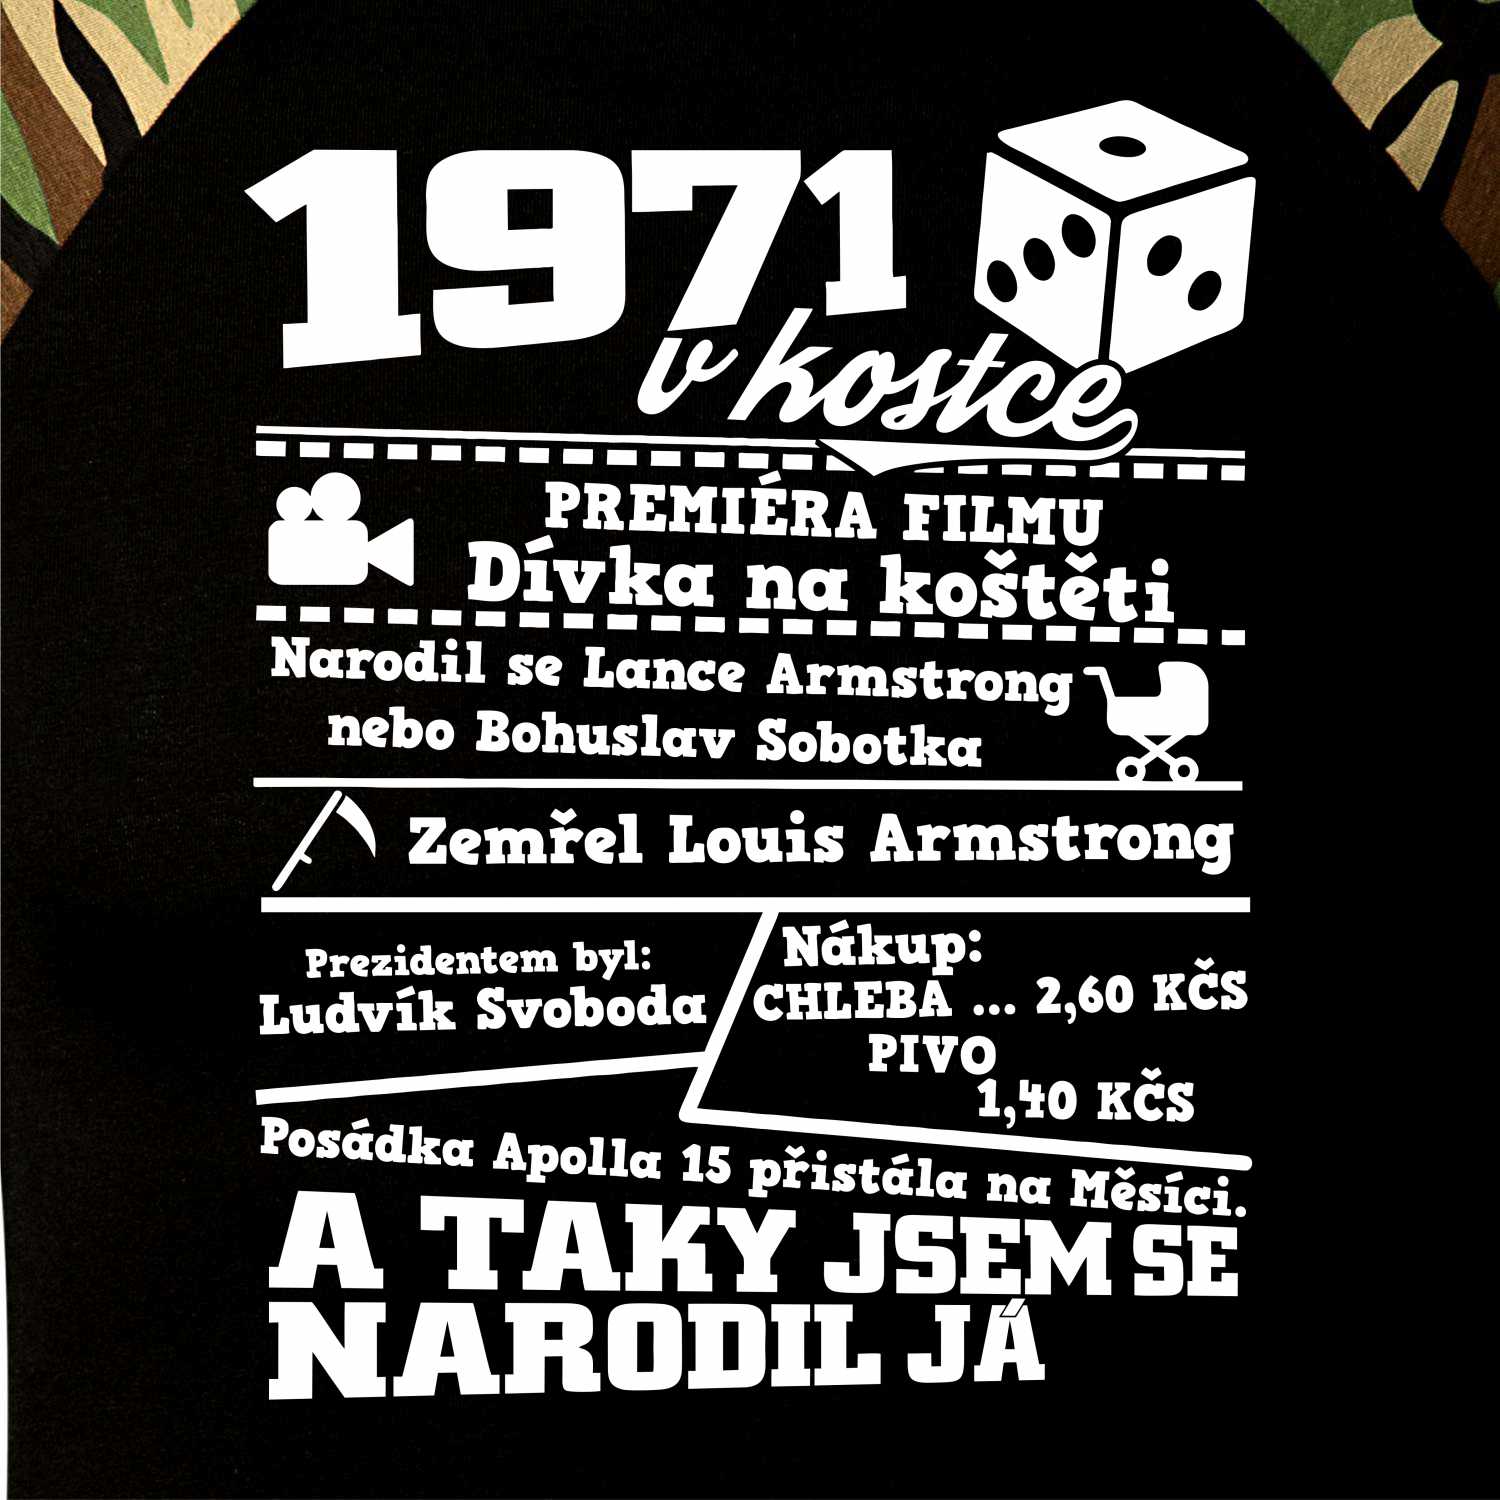 1971
v kostce
PREMIÉRA FILMU
Dívka na koštěti
Narodil se Lance Armstrong
nebo Bohuslav Sobotka
Zemřel Louis Armstrong
Prezidentem byl:
Ludvík Svoboda
Nákup:
CHLEBA ... 2,60 KČS
PIVO
1,40 KČS
Posádka Apolla 15 přistála na Měsíci.
A TAKY JSEM SE
NARODIL JÁ